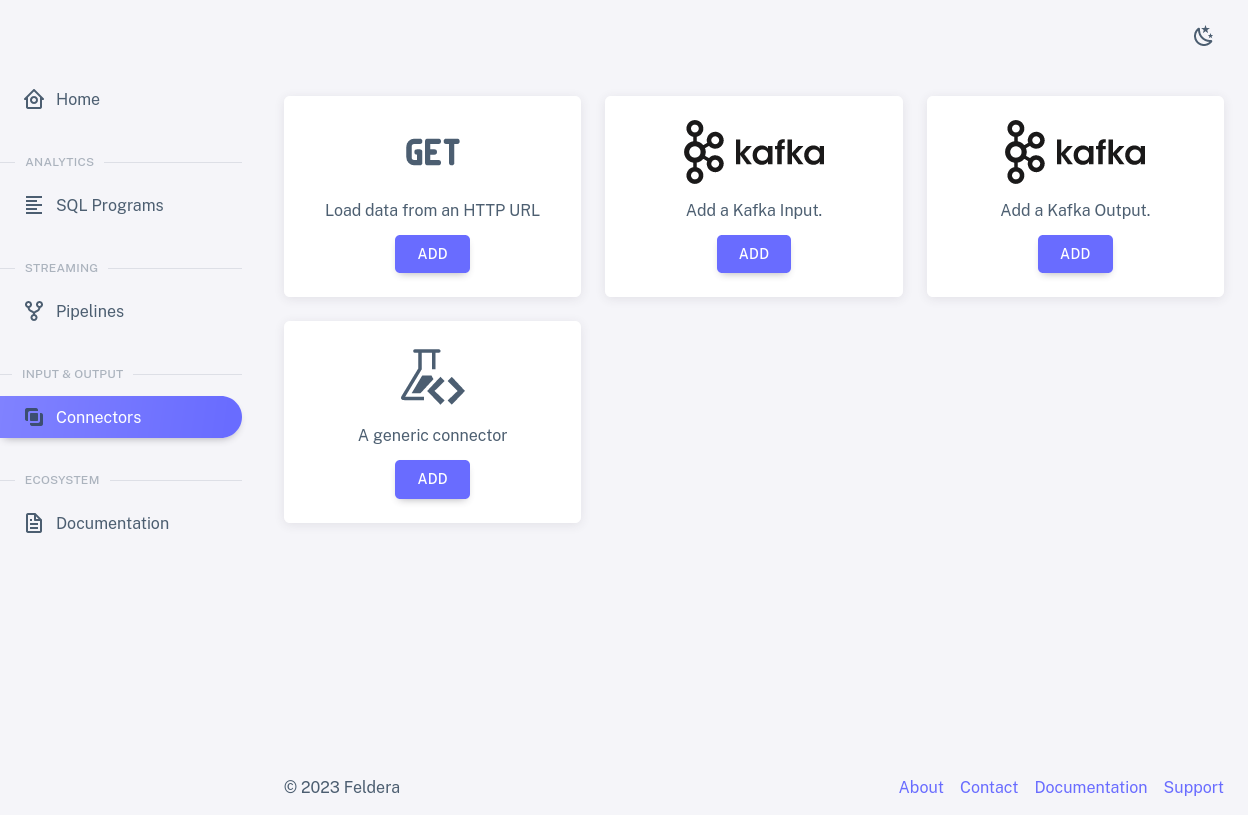 Home
ANALYTICS
SQL Programs
STREAMING
Pipelines
INPUT & OUTPUT
Connectors
ECOSYSTEM
Documentation
GET
Load data from an HTTP URL
ADD
kafka
Add a Kafka Input.
ADD
kafka
Add a Kafka Output.
ADD
A generic connector
ADD
© 2023 Feldera
About Contact Documentation Support